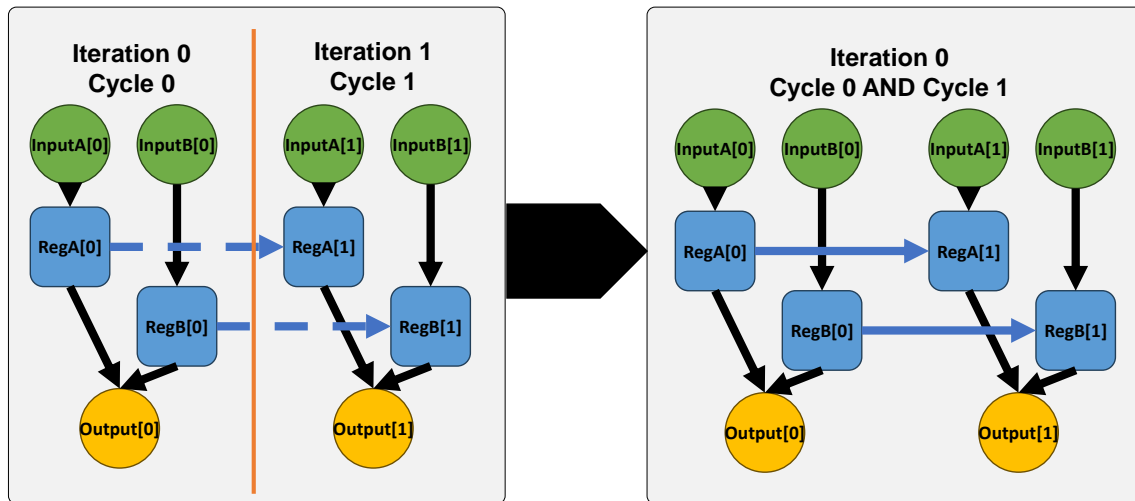 Iteration 0
Cycle 0
Iteration 1
Cycle 1
InputA[0]
InputB[0]
InputA[1]
InputB[1]
RegA[0]
RegA[1]
RegB[0]
RegB[1]
Output[0]
Output[1]
Iteration 0
Cycle 0 AND Cycle 1
InputA[0]
InputB[0]
InputA[1]
InputB[1]
RegA[0]
RegA[1]
RegB[0]
RegB[1]
Output[0]
Output[1]